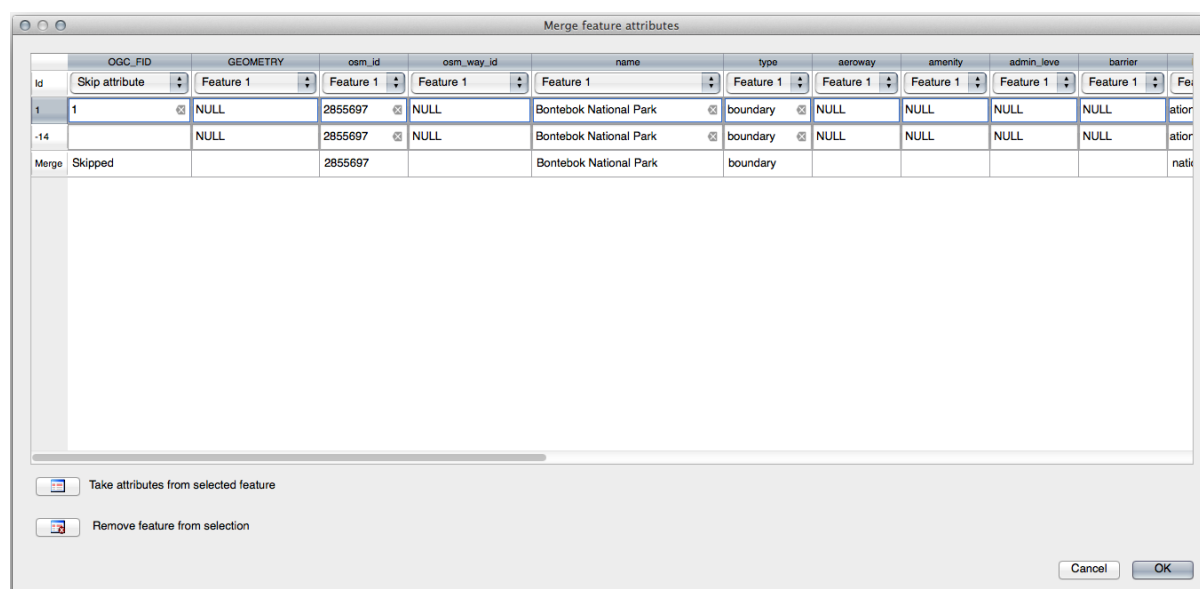 Merge feature attributes
OGC_FID GEOMETRY osm_id osm_way_id name type aeroway amenity admin_leve barrier
Id Skip attribute Feature 1 Feature 1 Feature 1 Feature 1 Feature 1 Feature 1 Feature 1 Feature 1 Feature 1 Fea
1 1 NULL 2855697 NULL Bontebok National Park boundary NULL NULL NULL NULL ation
-14 NULL 2855697 NULL Bontebok National Park boundary NULL NULL NULL NULL ation
Merge Skipped 2855697 Bontebok National Park boundary natio
Take attributes from selected feature
Remove feature from selection
Cancel OK